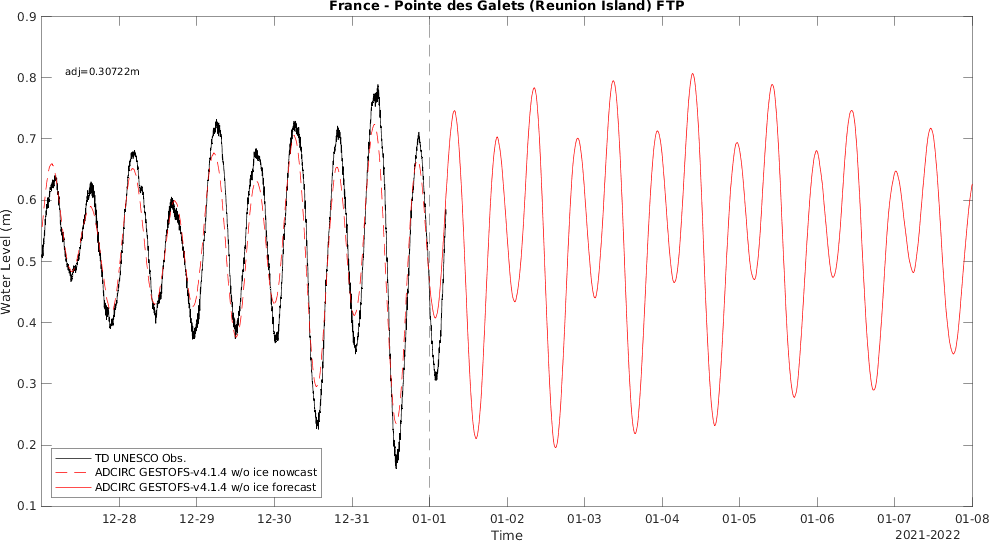 France - Pointe des Galets (Reunion Island) FTP
0.9
0.8
0.7
0.6
0.5
0.4
0.3
0.2
0.1
Water Level (m)
adj=0.30722m
TD UNESCO Obs.
ADCIRC GESTOFS-v4.1.4 w/o ice nowcast
ADCIRC GESTOFS-v4.1.4 w/o ice forecast
12-28 12-29 12-30 12-31 01-01 01-02 01-03 01-04 01-05 01-06 01-07 01-08
Time
2021-2022